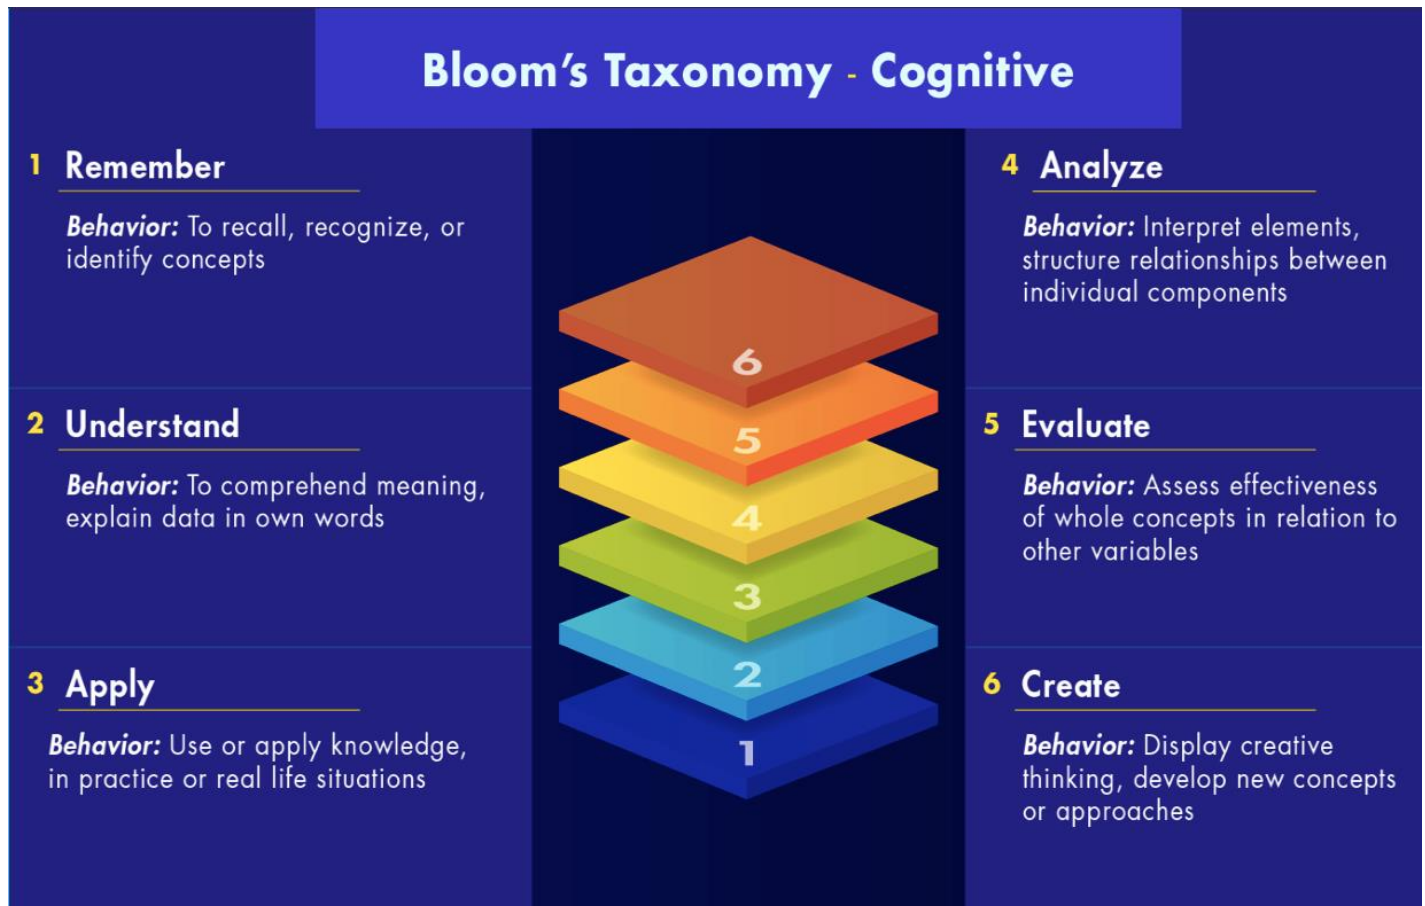 Bloom's Taxonomy - Cognitive
1 Remember
Behavior: To recall, recognize, or
identify concepts
2 Understand
Behavior: To comprehend meaning,
explain data in own words
3 Apply
Behavior: Use or apply knowledge,
in practice or real life situations
6
5
4
3
2
1
4 Analyze
Behavior: Interpret elements,
structure relationships between
individual components
5 Evaluate
Behavior: Assess effectiveness
of whole concepts in relation to
other variables
6 Create
Behavior: Display creative
thinking, develop new concepts
or approaches